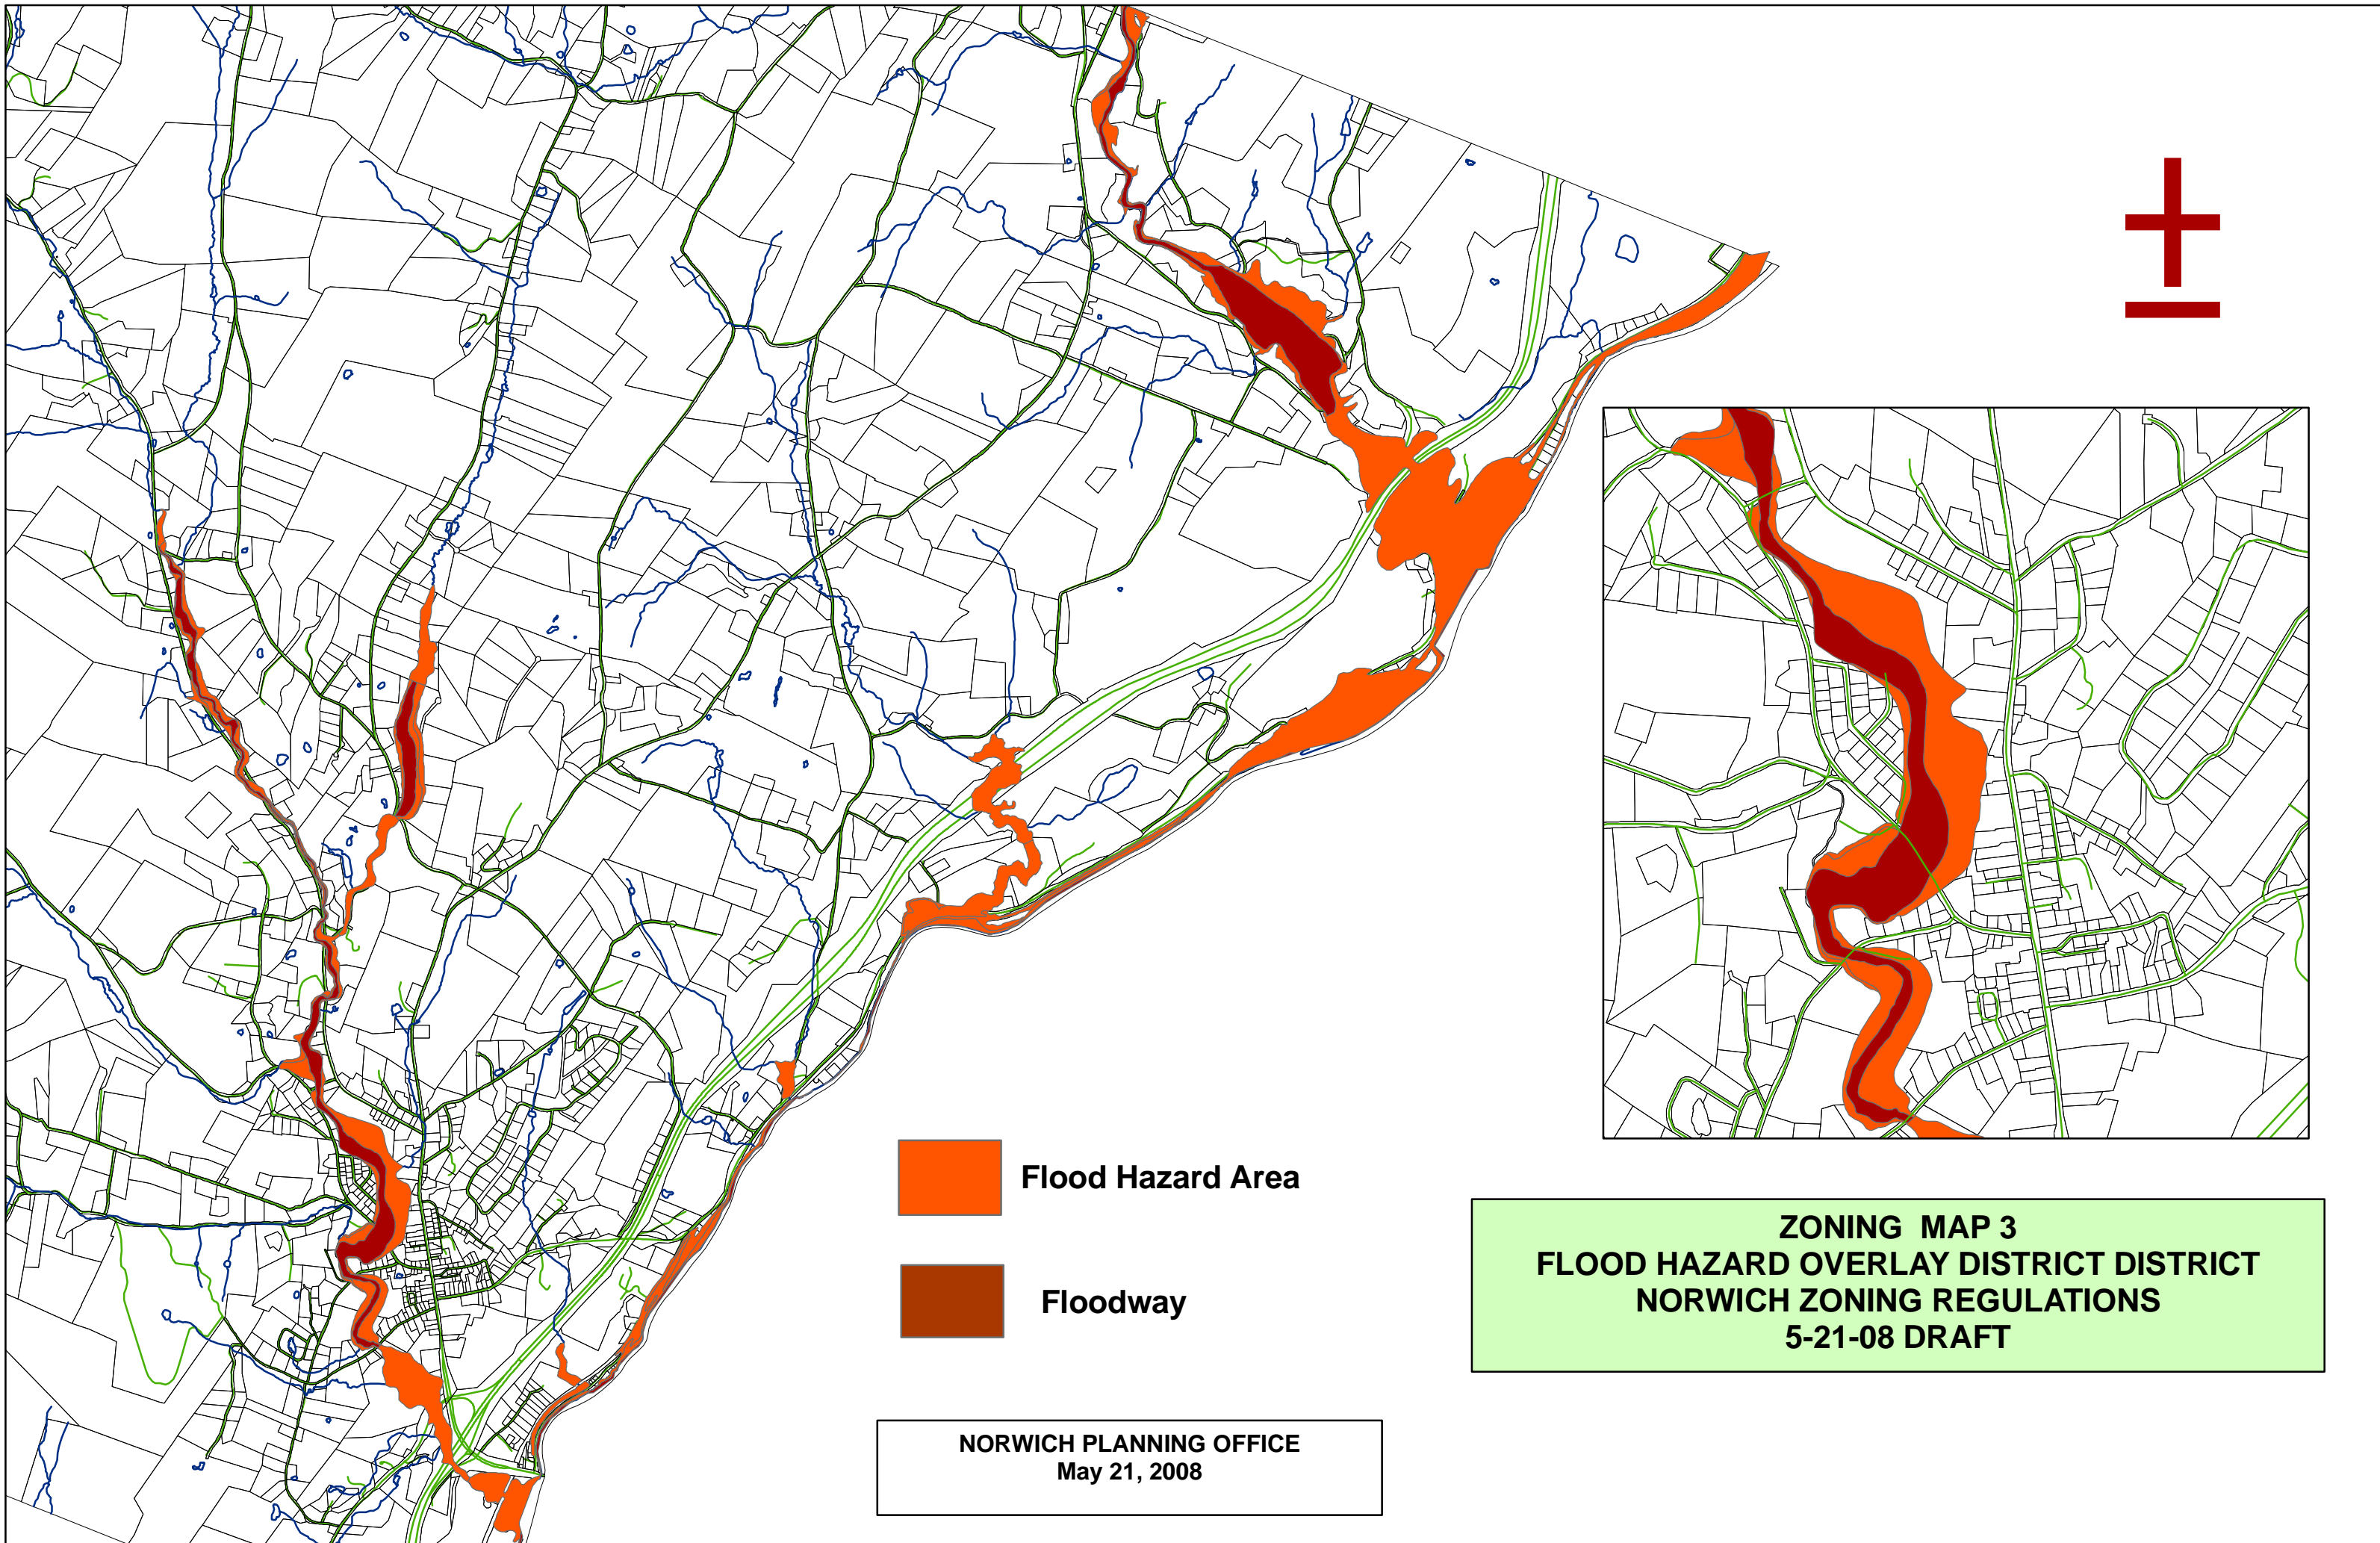 Flood Hazard Area
Floodway
NORWICH PLANNING OFFICE
May 21, 2008
ZONING MAP 3
FLOOD HAZARD OVERLAY DISTRICT DISTRICT
NORWICH ZONING REGULATIONS
5-21-08 DRAFT